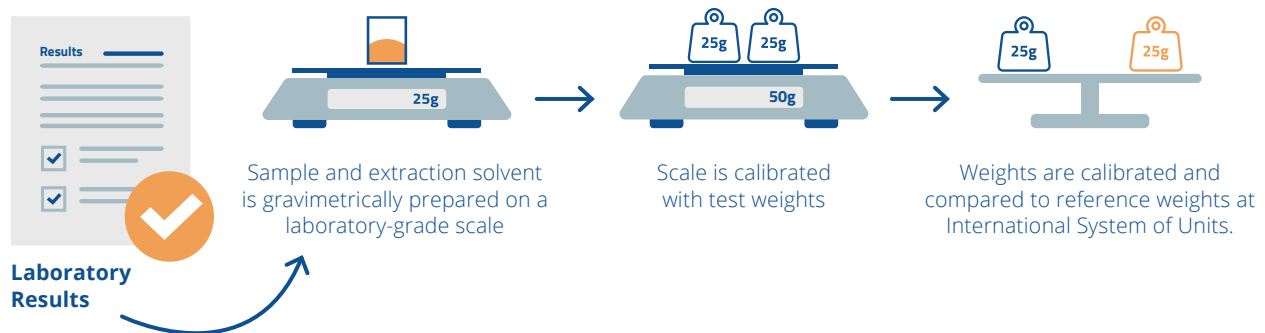 Results
Laboratory
Results
25g
Sample and extraction solvent
is gravimetrically prepared on a
laboratory-grade scale
25g
25g
50g
Scale is calibrated
with test weights
25g
25g
Weights are calibrated and
compared to reference weights at
International System of Units.